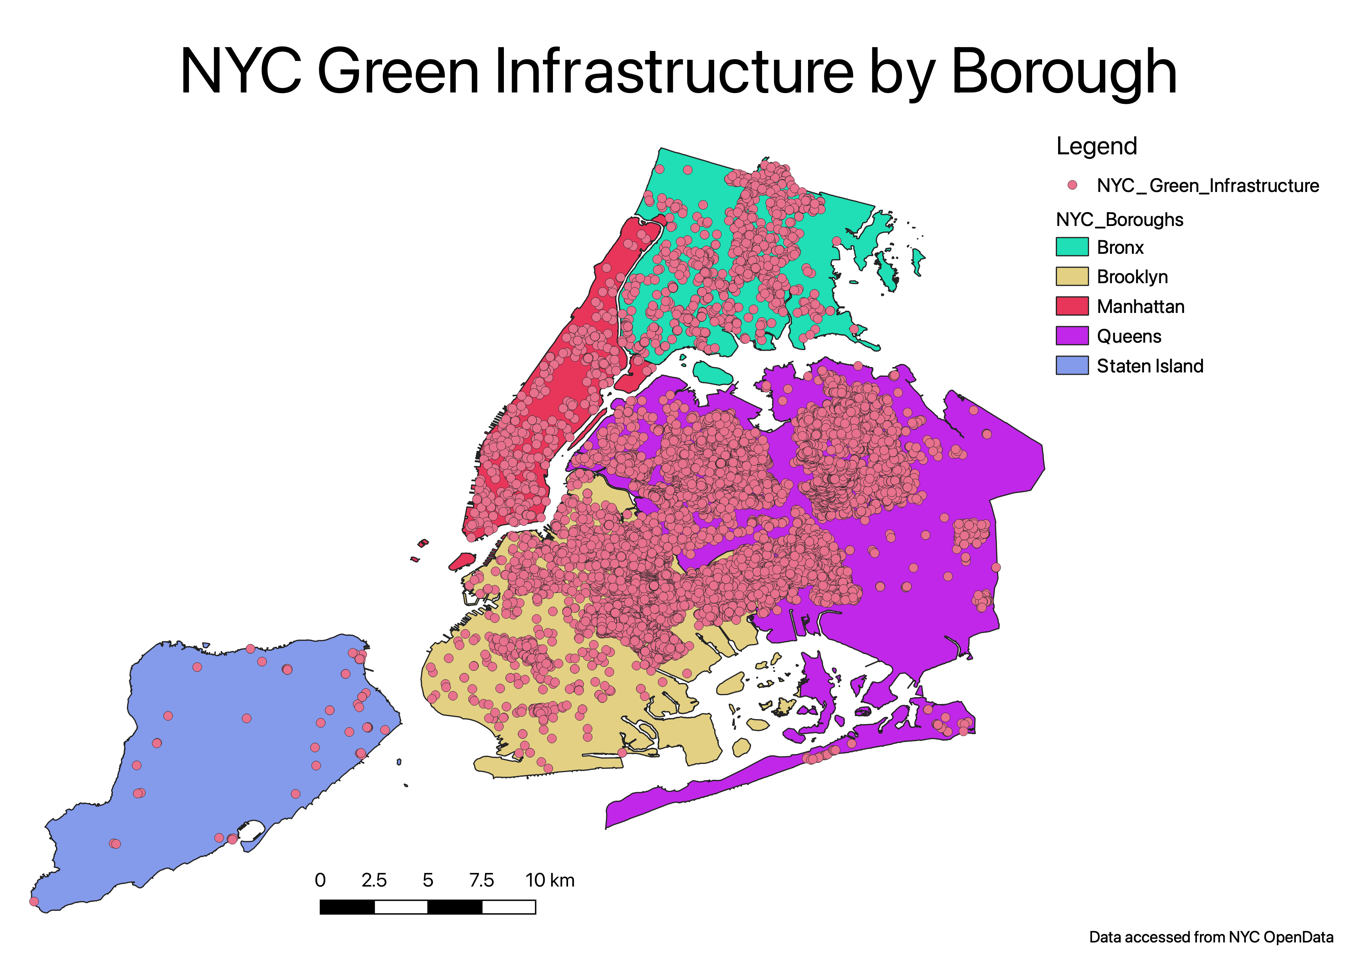 NYC Green Infrastructure by Borough
Legend
NYC_Green_Infrastructure
NYC_Boroughs
Bronx
Brooklyn
Manhattan
Queens
Staten Island
0 2.5 5 7.5 10 km
Data accessed from NYC OpenData